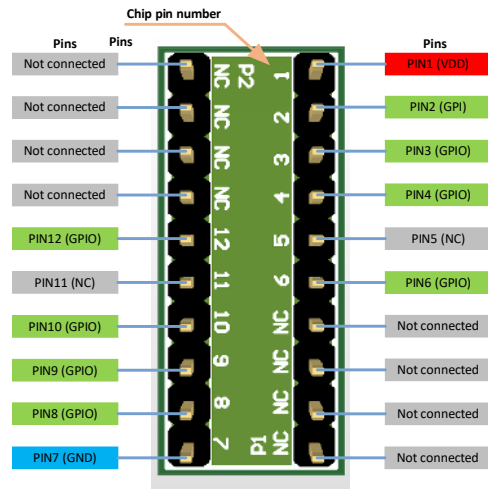 Chip pin number
Pins Pins Pins
Not connected NC P2 1 PIN1 (VDD)
Not connected NC 2 PIN2 (GPI)
Not connected NC 3 PIN3 (GPIO)
Not connected NC 4 PIN4 (GPIO)
PIN12 (GPIO) 12 5 PIN5 (NC)
PIN11 (NC) 11 6 PIN6 (GPIO)
PIN10 (GPIO) 10 NC Not connected
PIN9 (GPIO) 9 NC Not connected
PIN8 (GPIO) 8 NC Not connected
PIN7 (GND) 7 P1 NC Not connected